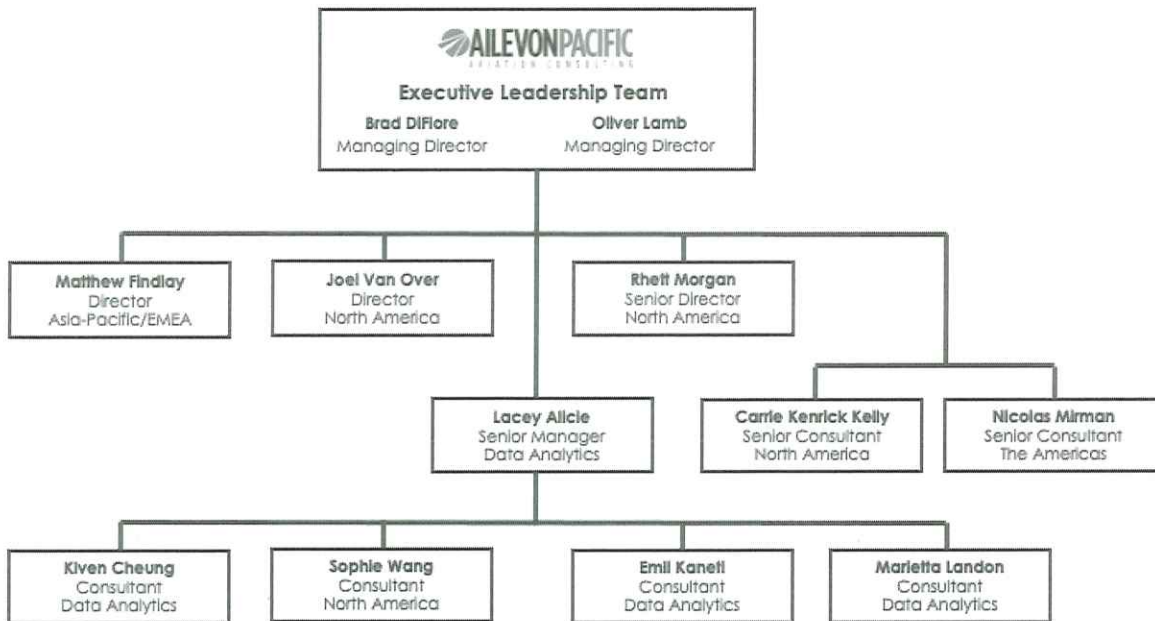 AILEVONPACIFIC
AVIATION CONSULTING
Executive Leadership Team
Brad DiFiore
Managing Director
Oliver Lamb
Managing Director
Matthew Findlay
Director
Asia-Pacific/EMEA
Joel Van Over
Director
North America
Rhett Morgan
Senior Director
North America
Lacey Alicie
Senior Manager
Data Analytics
Carrie Kenrick Kelly
Senior Consultant
North America
Nicolas Mirman
Senior Consultant
The Americas
Kiven Cheung
Consultant
Data Analytics
Sophie Wang
Consultant
North America
Emil Kaneti
Consultant
Data Analytics
Marietta Landon
Consultant
Data Analytics